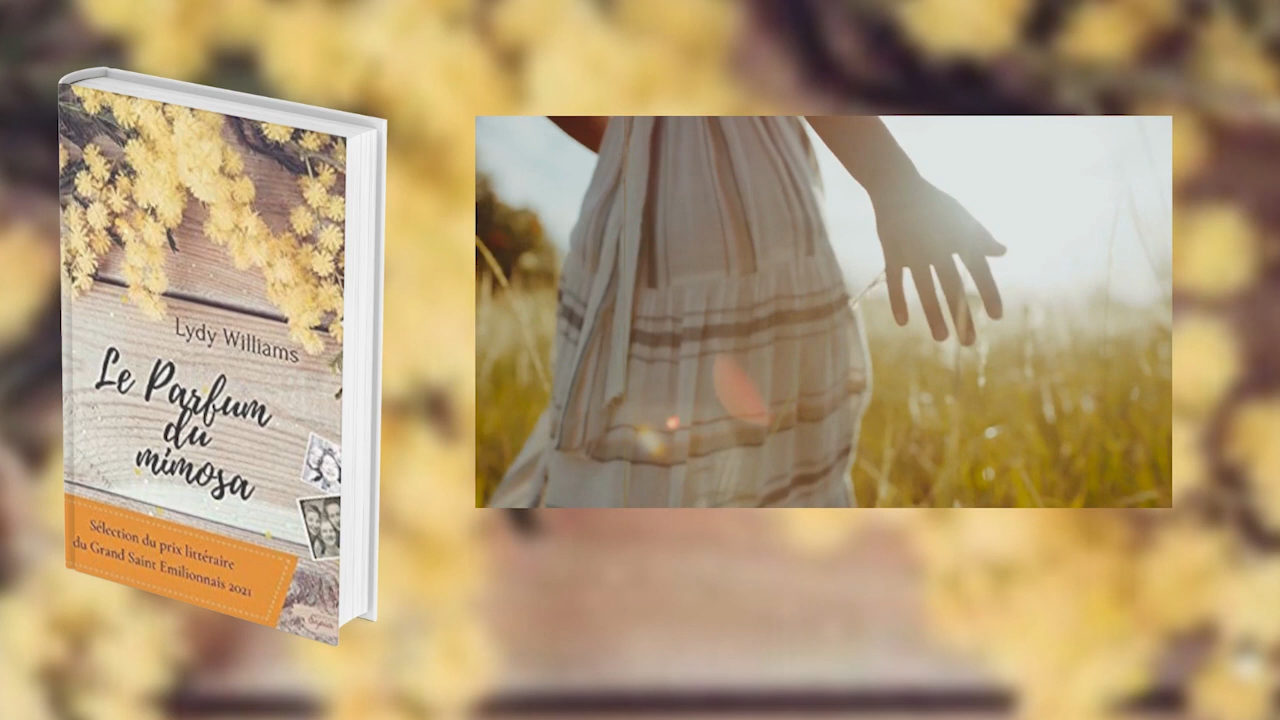 Lydy Williams
Le Parfum
du
mimosa
Sélection du prix littéraire
du Grand Saint Emilionnais 2021